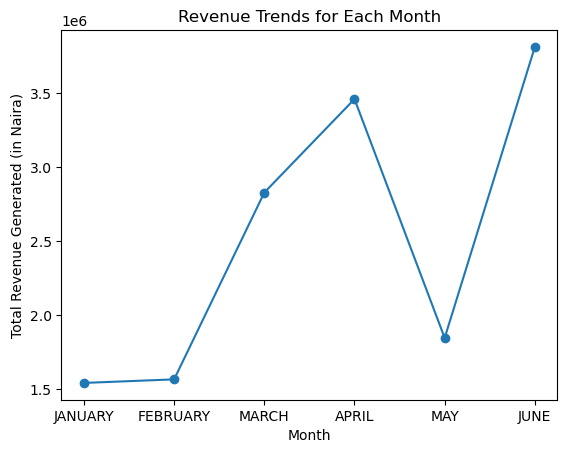 Revenue Trends for Each Month
1e6
Total Revenue Generated (in Naira)
3.5
3.0
2.5
2.0
1.5
JANUARY FEBRUARY MARCH APRIL MAY JUNE
Month